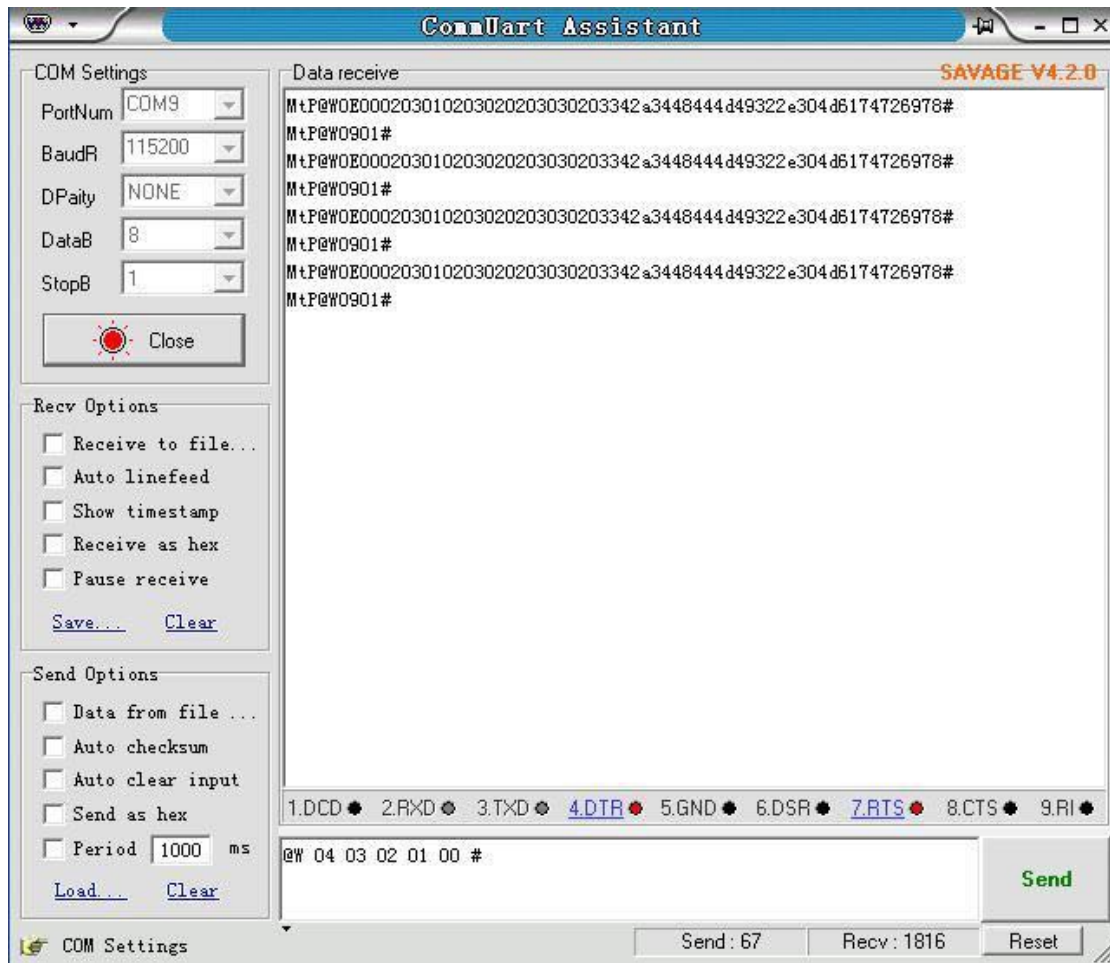 CommUart Assistant
COM Settings
PortNum COM9
BaudR 115200
DPaity NONE
DataB 8
StopB 1
Close
Recv Options
Receive to file...
Auto linefeed
Show timestamp
Receive as hex
Pause receive
Save... Clear
Send Options
Data from file ...
Auto checksum
Auto clear input
Send as hex
Period 1000 ms
Load... Clear
Data receive SAVAGE V4.2.0
MtP@W0E00020301020302020303020334​2a3448444d49322e304d6174726978#
MtP@W0901#
MtP@W0E000203010203020203030203342a3448444d49322e304d6174726978#
MtP@W0901#
MtP@W0E000203010203020203030203342a3448444d49322e304d6174726978#
MtP@W0901#
MtP@W0E000203010203020203030203342a3448444d49322e304d6174726978#
MtP@W0901#
1.DCD 2.RXD 3.TXD 4.DTR 5.GND 6.DSR 7.RTS 8.CTS 9.RI
@W 04 03 02 01 00 #
Send
COM Settings Send : 67 Recv : 1816 Reset